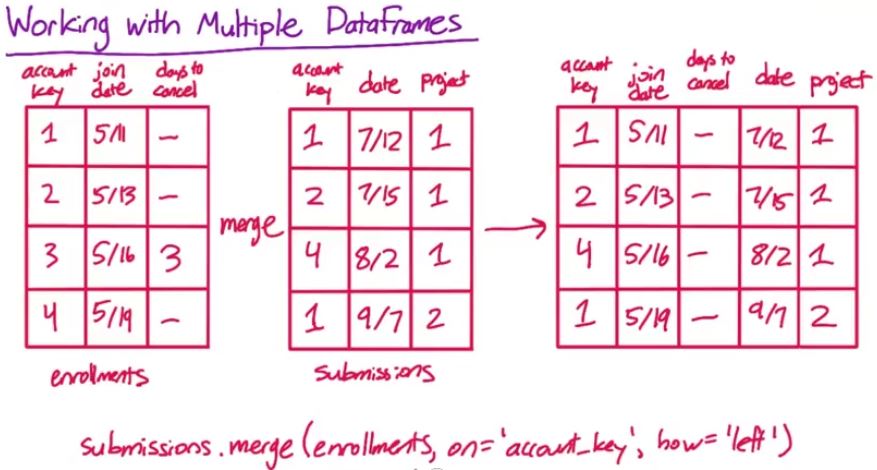 Working with Multiple Dataframes
account key join date days to cancel
1 5/11 —
2 5/13 —
3 5/16 3
4 5/19 —
enrollments
merge
account key date project
1 7/12 1
2 7/15 1
4 8/2 1
1 9/7 2
submissions
account key join date days to cancel date project
1 5/11 — 7/12 1
2 5/13 — 7/15 1
4 5/16 — 8/2 1
1 5/19 — 9/7 2
submissions.merge(enrollments, on='account_key', how='left')